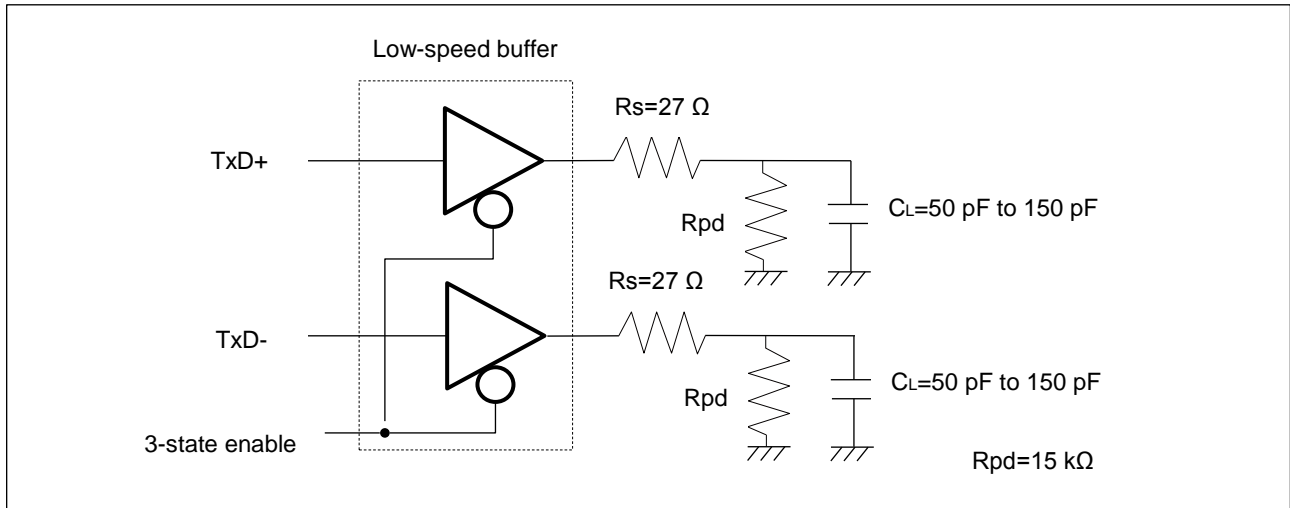 Low-speed buffer
Rs=27 Ω
TxD+
CL=50 pF to 150 pF
Rpd
Rs=27 Ω
TxD-
CL=50 pF to 150 pF
Rpd
3-state enable
Rpd=15 kΩ